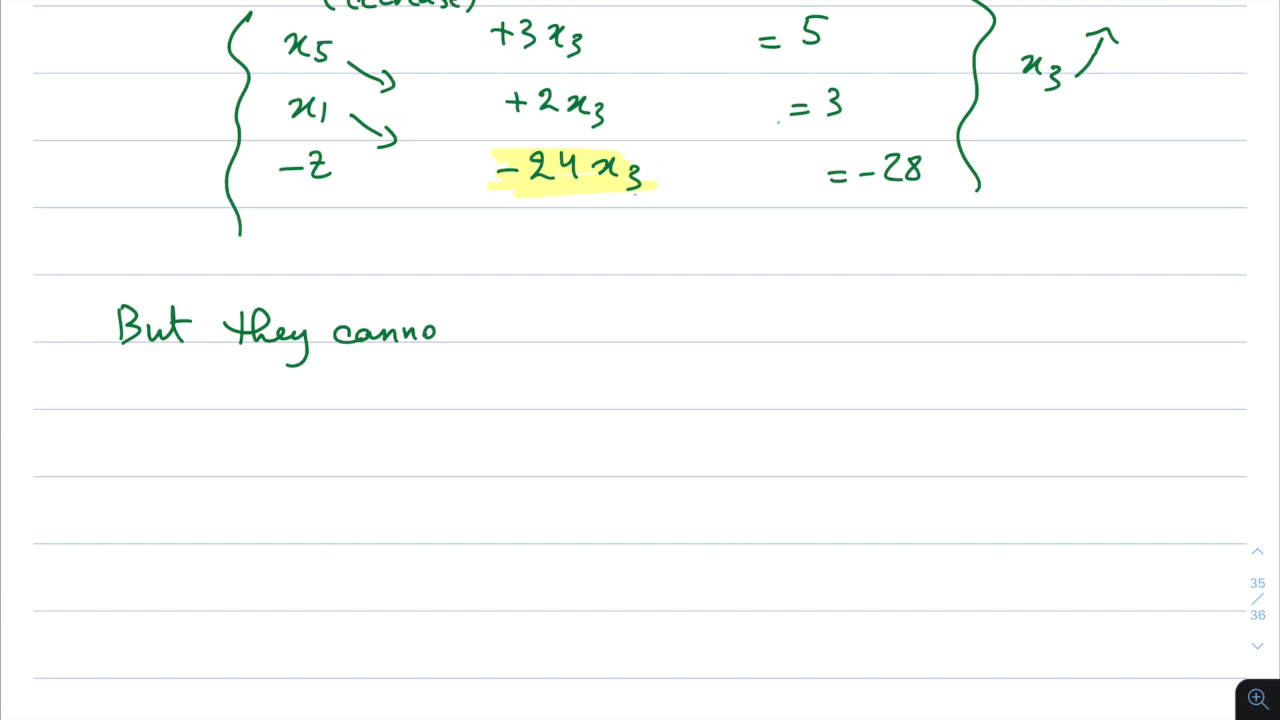 x5 +3x3 = 5
x1 +2x3 = 3
x3
-z -24x3 = -28
But they canno
35
/
36